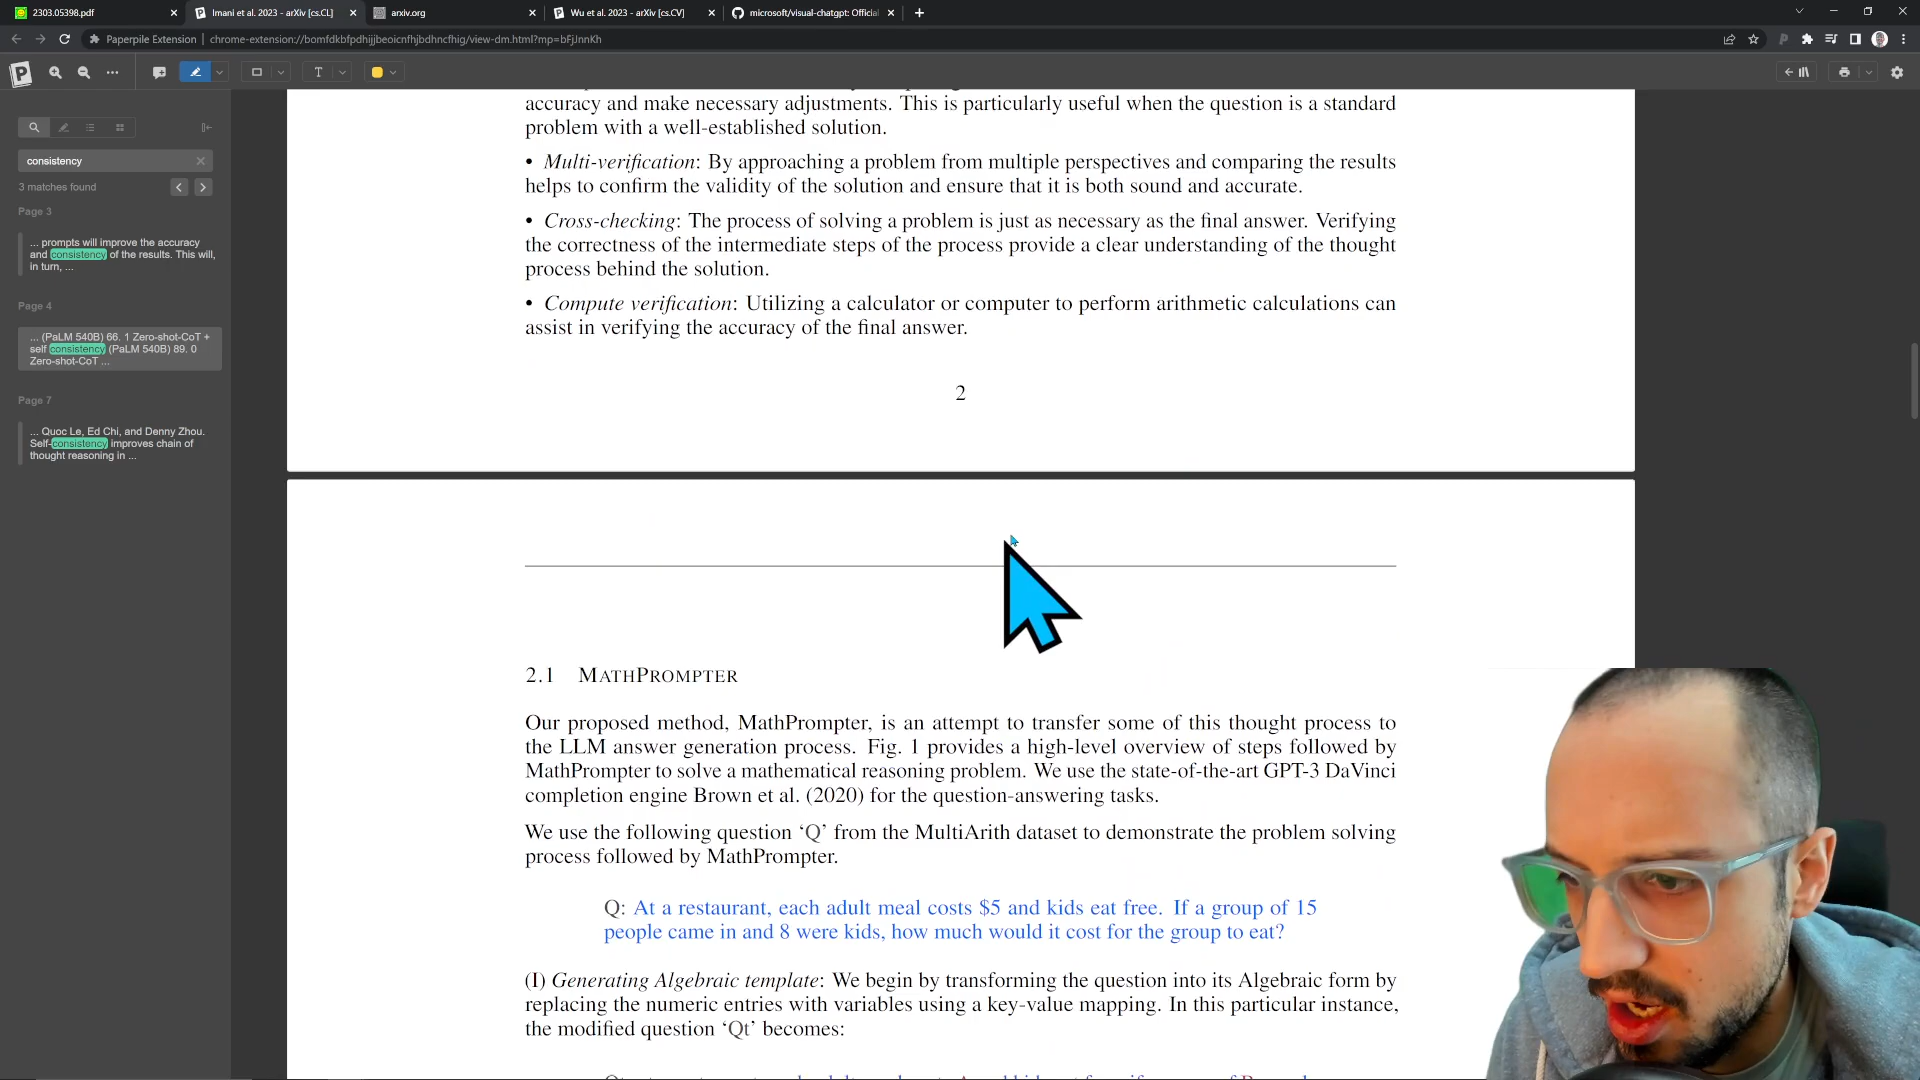 2303.05398.pdf
Imani et al. 2023 - arXiv [cs.CL]
arxiv.org
Wu et al. 2023 - arXiv [cs.CV]
microsoft/visual-chatgpt: Official
Paperpile Extension
chrome-extension://bomfdkbfpdhijjbeoicnfhjbdhncfhig/view-dm.html?mp=bFjJnnKh
consistency
3 matches found
Page 3
... prompts will improve the accuracy
and consistency of the results. This will,
in turn, ...
Page 4
... (PaLM 540B) 66. 1 Zero-shot-CoT +
self consistency (PaLM 540B) 89. 0
Zero-shot-CoT ...
Page 7
... Quoc Le, Ed Chi, and Denny Zhou.
Self-consistency improves chain of
thought reasoning in ...
accuracy and make necessary adjustments. This is particularly useful when the question is a standard
problem with a well-established solution.
• Multi-verification: By approaching a problem from multiple perspectives and comparing the results
helps to confirm the validity of the solution and ensure that it is both sound and accurate.
• Cross-checking: The process of solving a problem is just as necessary as the final answer. Verifying
the correctness of the intermediate steps of the process provide a clear understanding of the thought
process behind the solution.
• Compute verification: Utilizing a calculator or computer to perform arithmetic calculations can
assist in verifying the accuracy of the final answer.
2
2.1 MATHPROMPTER
Our proposed method, MathPrompter, is an attempt to transfer some of this thought process to
the LLM answer generation process. Fig. 1 provides a high-level overview of steps followed by
MathPrompter to solve a mathematical reasoning problem. We use the state-of-the-art GPT-3 DaVinci
completion engine Brown et al. (2020) for the question-answering tasks.
We use the following question ‘Q’ from the MultiArith dataset to demonstrate the problem solving
process followed by MathPrompter.
Q: At a restaurant, each adult meal costs $5 and kids eat free. If a group of 15
people came in and 8 were kids, how much would it cost for the group to eat?
(I) Generating Algebraic template: We begin by transforming the question into its Algebraic form by
replacing the numeric entries with variables using a key-value mapping. In this particular instance,
the modified question ‘Qt’ becomes: